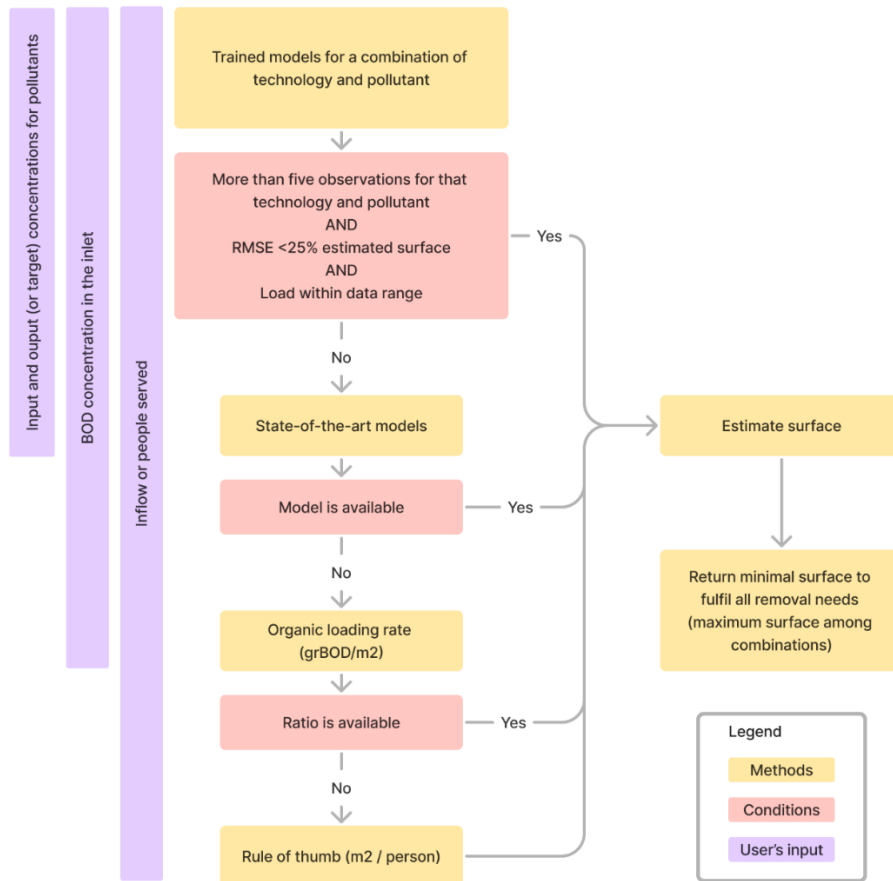 Input and ouput (or target) concentrations for pollutants
BOD concentration in the inlet
Inflow or people served
Trained models for a combination of
technology and pollutant
More than five observations for that
technology and pollutant
AND
RMSE <25% estimated surface
AND
Load within data range
Yes
No
State-of-the-art models
Estimate surface
Model is available
Yes
No
Return minimal surface to
fulfil all removal needs
(maximum surface among
combinations)
Organic loading rate
(grBOD/m2)
Ratio is available
Yes
No
Rule of thumb (m2 / person)
Legend
Methods
Conditions
User's input